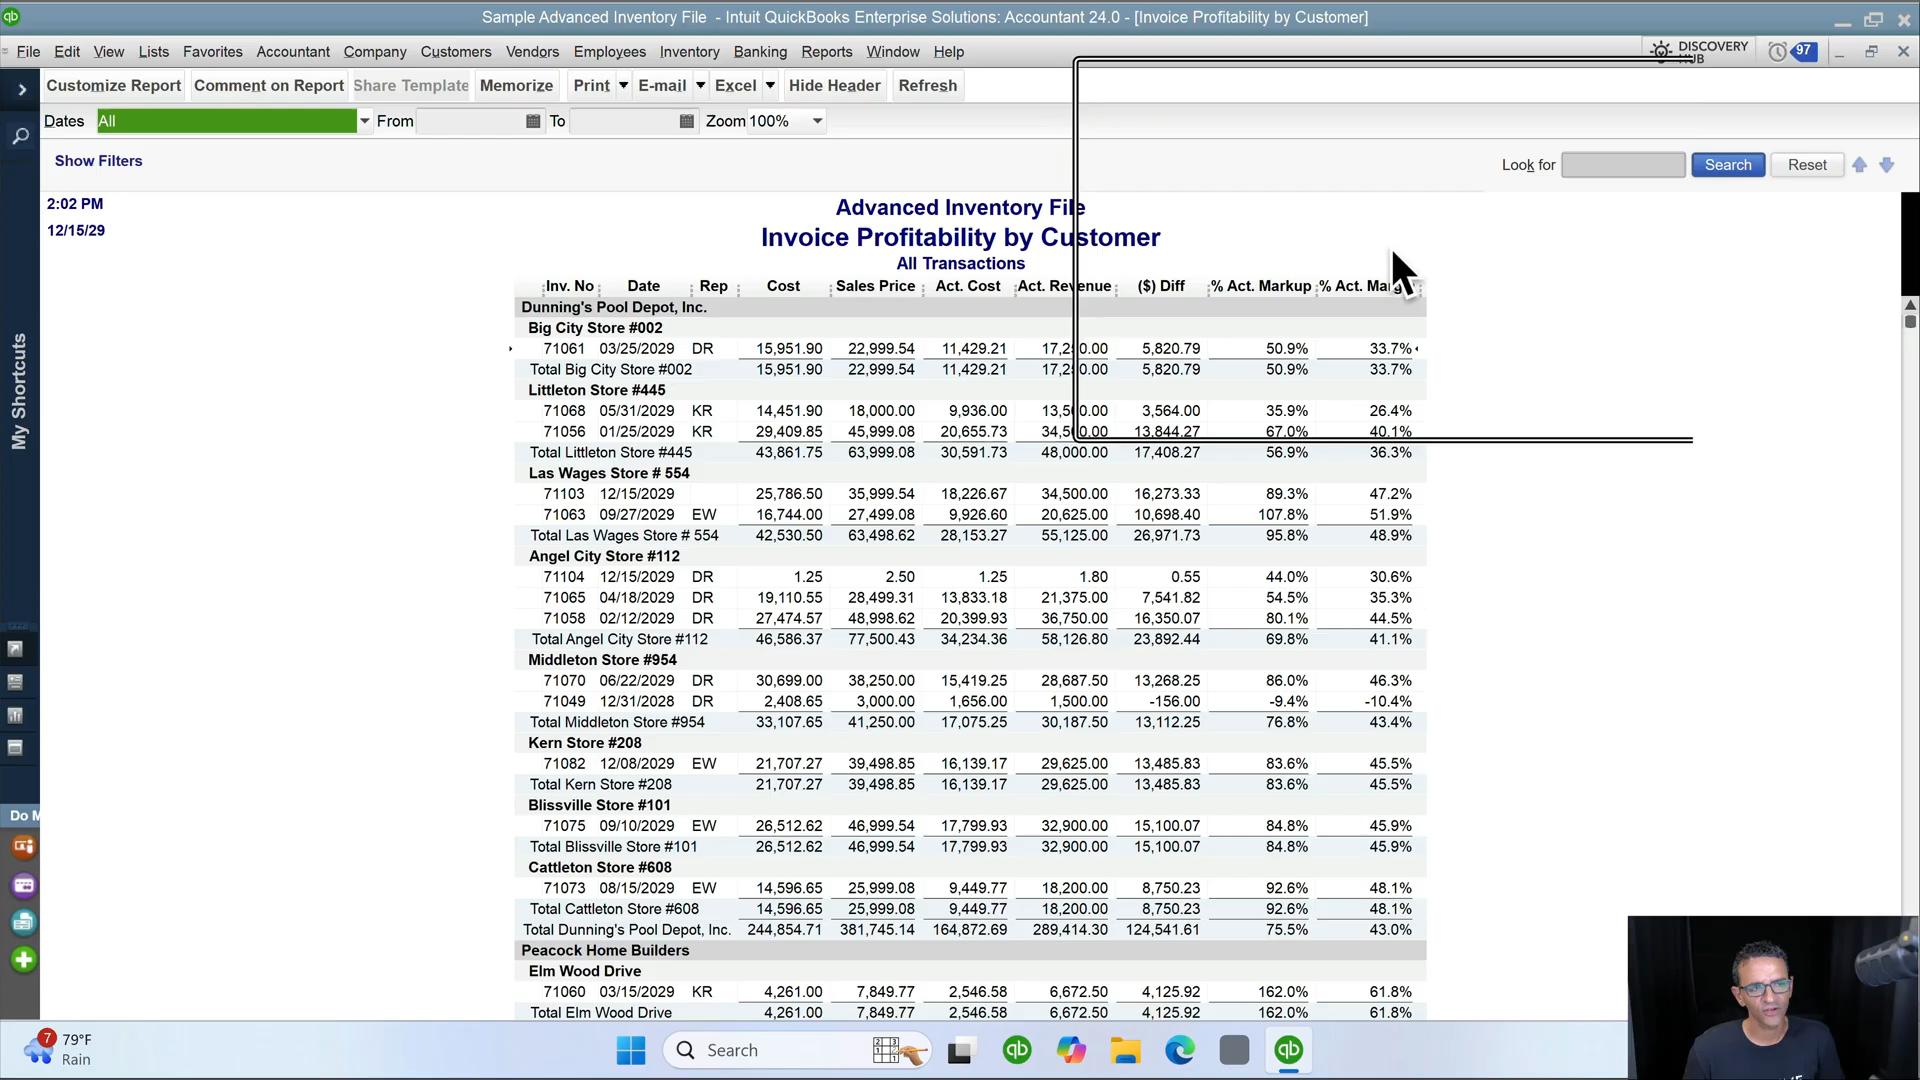 Sample Advanced Inventory File - Intuit QuickBooks Enterprise Solutions: Accountant 24.0 - [Invoice Profitability by Customer]
File Edit View Lists Favorites Accountant Company Customers Vendors Employees Inventory Banking Reports Window Help
DISCOVERY HUB 97
Customize Report Comment on Report Share Template Memorize Print E-mail Excel Hide Header Refresh
Dates All From To Zoom 100%
Show Filters Look for Search Reset
2:02 PM
12/15/29
Advanced Inventory File
Invoice Profitability by Customer
All Transactions
Inv. No Date Rep Cost Sales Price Act. Cost Act. Revenue ($) Diff % Act. Markup % Act.
Dunning's Pool Depot, Inc.
Big City Store #002
71061 03/25/2029 DR 15,951.90 22,999.54 11,429.21 17,250.00 5,820.79 50.9% 33.7%
Total Big City Store #002 15,951.90 22,999.54 11,429.21 17,250.00 5,820.79 50.9% 33.7%
Littleton Store #445
71068 05/31/2029 KR 14,451.90 18,000.00 9,936.00 13,500.00 3,564.00 35.9% 26.4%
71056 01/25/2029 KR 29,409.85 45,999.08 20,655.73 34,500.00 13,844.27 67.0% 40.1%
Total Littleton Store #445 43,861.75 63,999.08 30,591.73 48,000.00 17,408.27 56.9% 36.3%
Las Wages Store # 554
71103 12/15/2029 25,786.50 35,999.54 18,226.67 34,500.00 16,273.33 89.3% 47.2%
71063 09/27/2029 EW 16,744.00 27,499.08 9,926.60 20,625.00 10,698.40 107.8% 51.9%
Total Las Wages Store # 554 42,530.50 63,498.62 28,153.27 55,125.00 26,971.73 95.8% 48.9%
Angel City Store #112
71104 12/15/2029 DR 1.25 2.50 1.25 1.80 0.55 44.0% 30.6%
71065 04/18/2029 DR 19,110.55 28,499.31 13,833.18 21,375.00 7,541.82 54.5% 35.3%
71058 02/12/2029 DR 27,474.57 48,998.62 20,399.93 36,750.00 16,350.07 80.1% 44.5%
Total Angel City Store #112 46,586.37 77,500.43 34,234.36 58,126.80 23,892.44 69.8% 41.1%
Middleton Store #954
71070 06/22/2029 DR 30,699.00 38,250.00 15,419.25 28,687.50 13,268.25 86.0% 46.3%
71049 12/31/2028 DR 2,408.65 3,000.00 1,656.00 1,500.00 -156.00 -9.4% -10.4%
Total Middleton Store #954 33,107.65 41,250.00 17,075.25 30,187.50 13,112.25 76.8% 43.4%
Kern Store #208
71082 12/08/2029 EW 21,707.27 39,498.85 16,139.17 29,625.00 13,485.83 83.6% 45.5%
Total Kern Store #208 21,707.27 39,498.85 16,139.17 29,625.00 13,485.83 83.6% 45.5%
Blissville Store #101
71075 09/10/2029 EW 26,512.62 46,999.54 17,799.93 32,900.00 15,100.07 84.8% 45.9%
Total Blissville Store #101 26,512.62 46,999.54 17,799.93 32,900.00 15,100.07 84.8% 45.9%
Cattleton Store #608
71073 08/15/2029 EW 14,596.65 25,999.08 9,449.77 18,200.00 8,750.23 92.6% 48.1%
Total Cattleton Store #608 14,596.65 25,999.08 9,449.77 18,200.00 8,750.23 92.6% 48.1%
Total Dunning's Pool Depot, Inc. 244,854.71 381,745.14 164,872.69 289,414.30 124,541.61 75.5% 43.0%
Peacock Home Builders
Elm Wood Drive
71060 03/15/2029 KR 4,261.00 7,849.77 2,546.58 6,672.50 4,125.92 162.0% 61.8%
Total Elm Wood Drive 4,261.00 7,849.77 2,546.58 6,672.50 4,125.92 162.0% 61.8%
My Shortcuts
Do M
7 79°F
Rain
Search